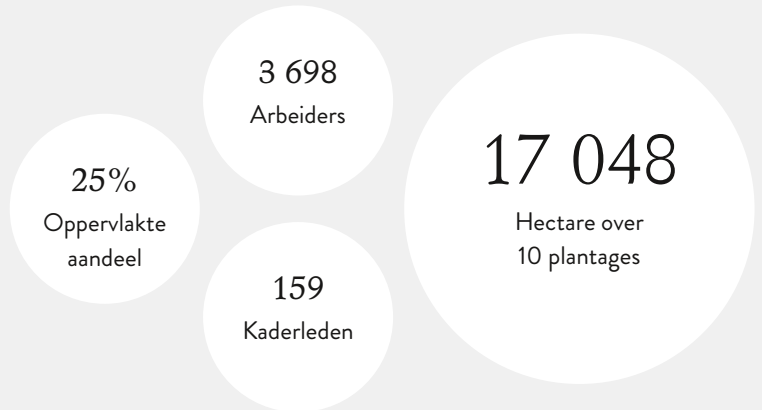 25%
Oppervlakte
aandeel
3 698
Arbeiders
159
Kaderleden
17 048
Hectare over
10 plantages